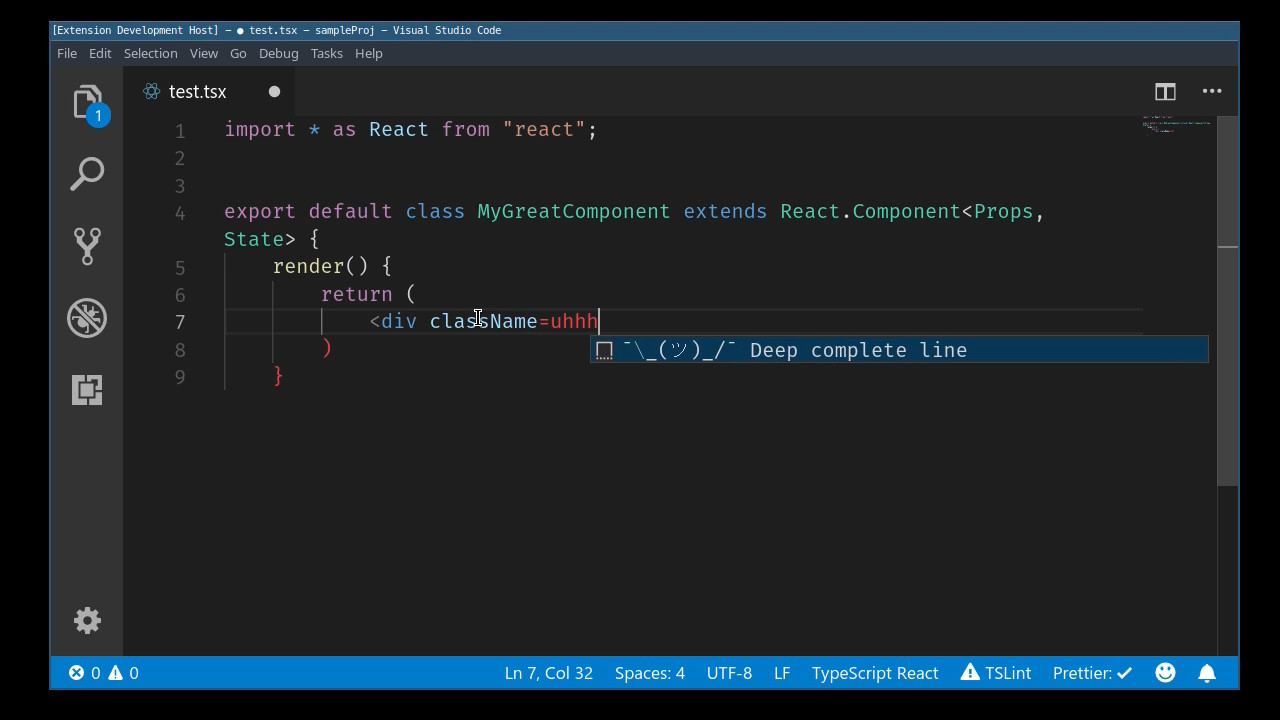 [Extension Development Host] — ● test.tsx — sampleProj — Visual Studio Code
File Edit Selection View Go Debug Tasks Help
test.tsx
1
1 import * as React from "react";
2
3
4 export default class MyGreatComponent extends React.Component<Props,
State> {
5 render() {
6 return (
7 <div className=uhhh
¯\_(ツ)_/¯ Deep complete line
8 )
9 }
0 0 Ln 7, Col 32 Spaces: 4 UTF-8 LF TypeScript React TSLint Prettier: ✓